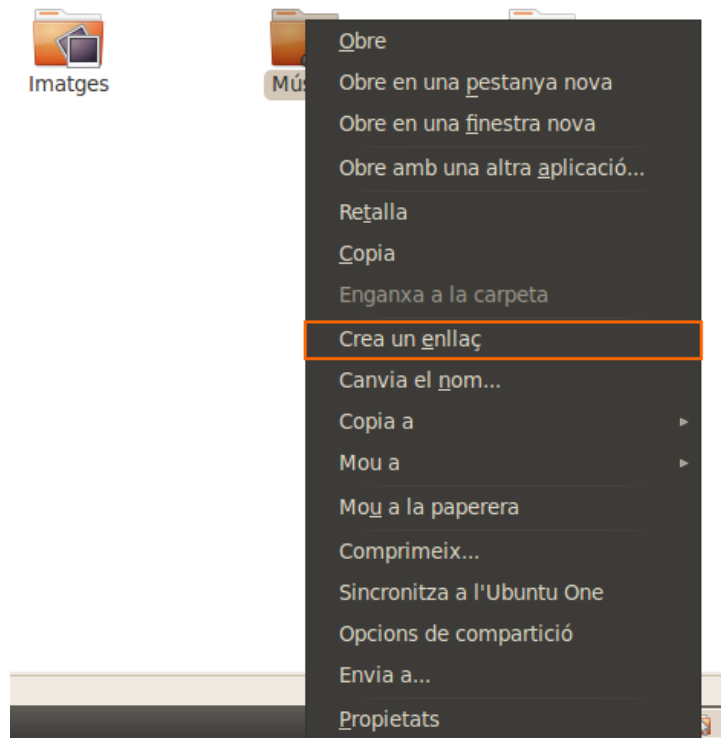 Imatges
Mús
Obre
Obre en una pestanya nova
Obre en una finestra nova
Obre amb una altra aplicació...
Retalla
Copia
Enganxa a la carpeta
Crea un enllaç
Canvia el nom...
Copia a
Mou a
Mou a la paperera
Comprimeix...
Sincronitza a l'Ubuntu One
Opcions de compartició
Envia a...
Propietats